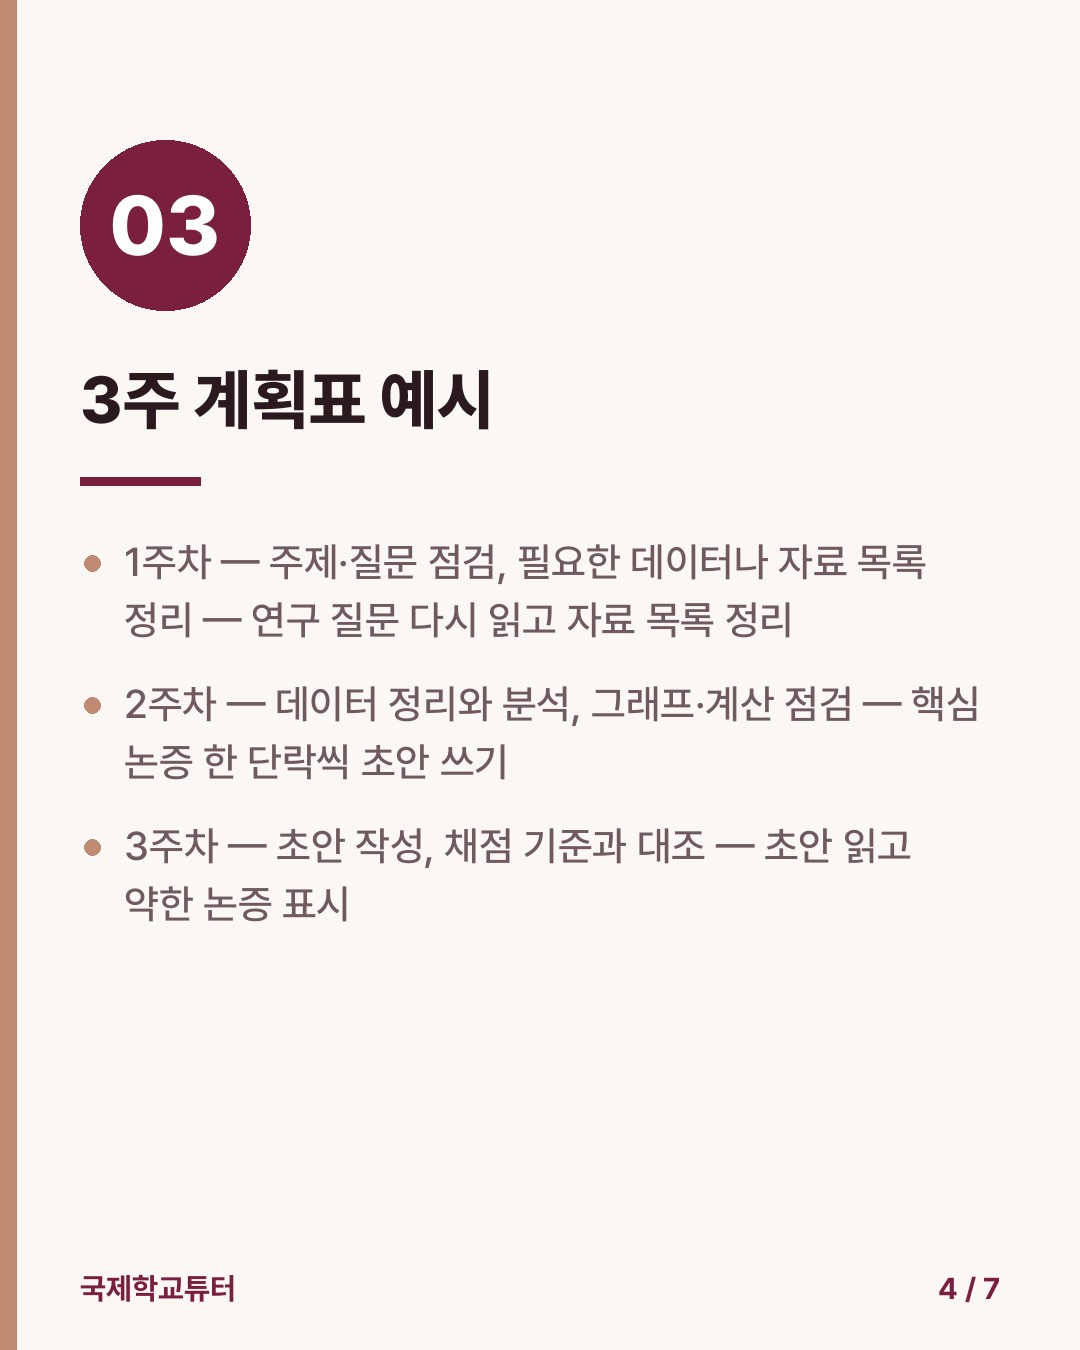 03
3주 계획표 예시
1주차 — 주제·질문 점검, 필요한 데이터나 자료 목록
정리 — 연구 질문 다시 읽고 자료 목록 정리
2주차 — 데이터 정리와 분석, 그래프·계산 점검 — 핵심
논증 한 단락씩 초안 쓰기
3주차 — 초안 작성, 채점 기준과 대조 — 초안 읽고
약한 논증 표시
국제학교튜터
4 / 7